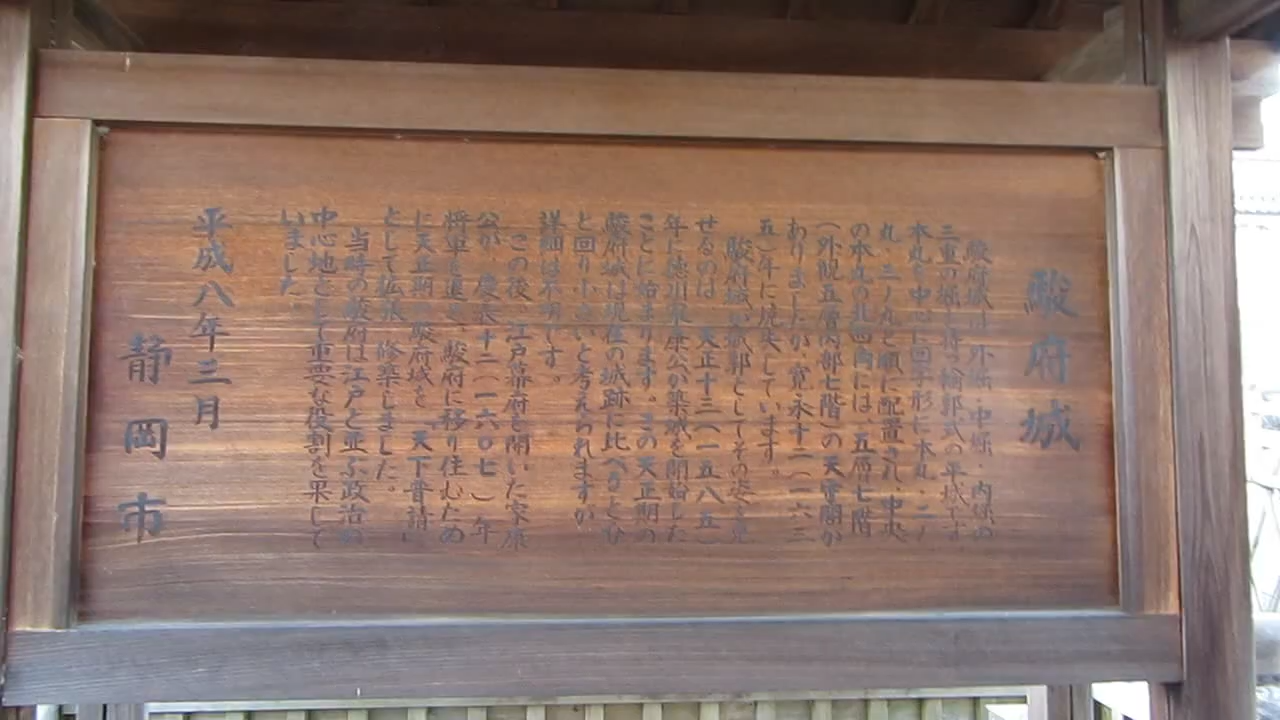 駿府城
駿府城は、外堀・中堀・内堀の
三重の堀を持つ輪郭式の平城です
本丸を中心に回字形に本丸・二ノ
丸・三ノ丸と順に配置され、中央
の本丸の北西角には、五層七階
(外観五層内部七階)の天守閣が
ありましたが、寛永十二(一六三
五)年に焼失しています。
駿府城が城郭としてその姿を見
せるのは、天正十三(一五八五)
年に徳川家康公が築城を開始した
ことに始まります。この天正期の
駿府城は現在の城跡に比べるとひ
と回り小さいと考えられますが、
詳細は不明です。
この後、江戸幕府を開いた家康
公が、慶長十二(一六〇七)年
将軍を退き、駿府に移り住むため
に天正期の駿府城を「天下普請」
として拡張・修築しました。
当時の駿府は江戸と並ぶ政治の
中心地として重要な役割を果して
いました。
平成八年三月
静岡市